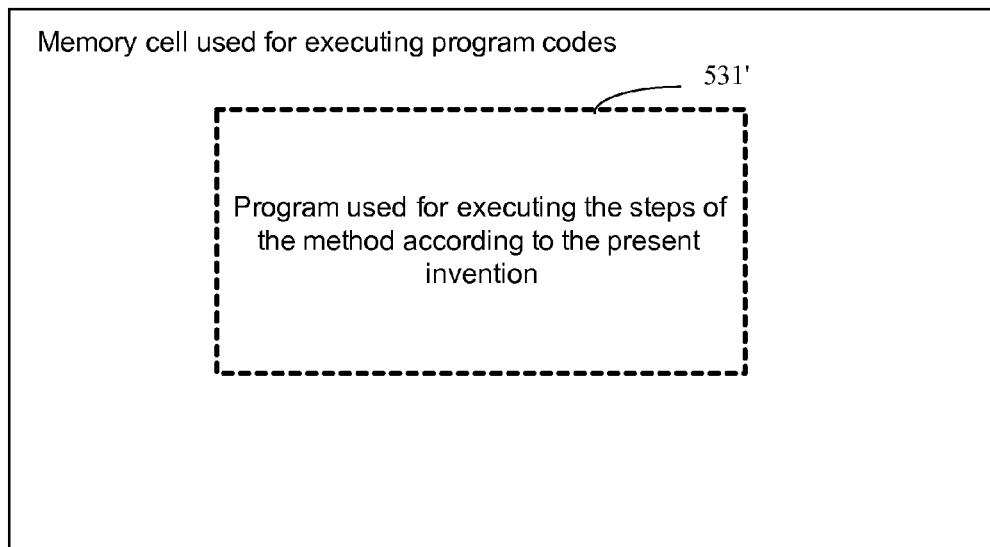 Memory cell used for executing program codes
531'
Program used for executing the steps of
the method according to the present
invention